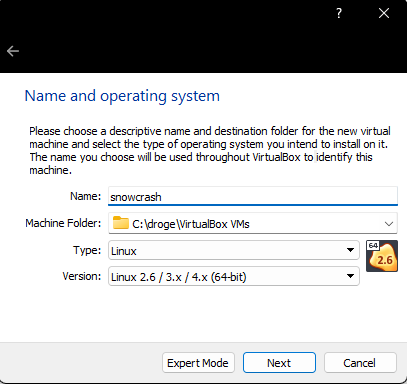 ?
Name and operating system
Please choose a descriptive name and destination folder for the new virtual
machine and select the type of operating system you intend to install on it.
The name you choose will be used throughout VirtualBox to identify this
machine.
Name: snowcrash
Machine Folder: C:\droge\VirtualBox VMs
Type: Linux
64
2.6
Version: Linux 2.6 / 3.x / 4.x (64-bit)
Expert Mode Next Cancel